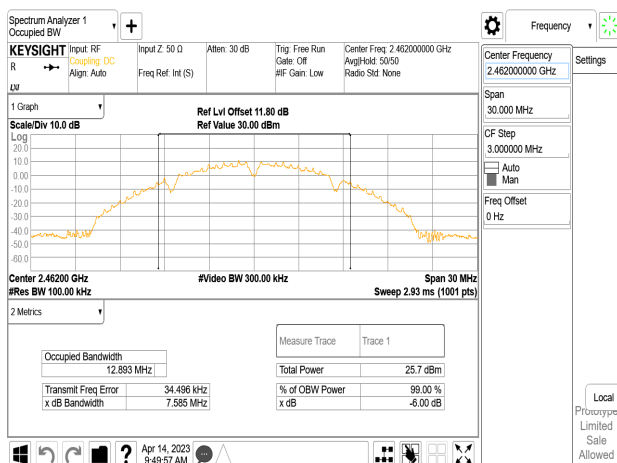 Spectrum Analyzer 1
Occupied BW
Frequency
KEYSIGHT
R
Input: RF
Coupling: DC
Align: Auto
Input Z: 50 Ω
Freq Ref: Int (S)
Atten: 30 dB
Trig: Free Run
Gate: Off
#IF Gain: Low
Center Freq: 2.462000000 GHz
Avg|Hold: 50/50
Radio Std: None
Center Frequency
2.462000000 GHz
Settings
Span
30.000 MHz
CF Step
3.000000 MHz
Auto
Man
Freq Offset
0 Hz
1 Graph
Scale/Div 10.0 dB
Ref Lvl Offset 11.80 dB
Ref Value 30.00 dBm
Log
20.0
10.0
0.00
-10.0
-20.0
-30.0
-40.0
-50.0
-60.0
Center 2.46200 GHz
#Video BW 300.00 kHz
Span 30 MHz
#Res BW 100.00 kHz
Sweep 2.93 ms (1001 pts)
2 Metrics
Measure Trace
Trace 1
Occupied Bandwidth
12.893 MHz
Total Power
25.7 dBm
Transmit Freq Error
34.496 kHz
% of OBW Power
99.00 %
x dB Bandwidth
7.585 MHz
x dB
-6.00 dB
Local
Prototype
Limited
Sale
Allowed
Apr 14, 2023
9:49:57 AM